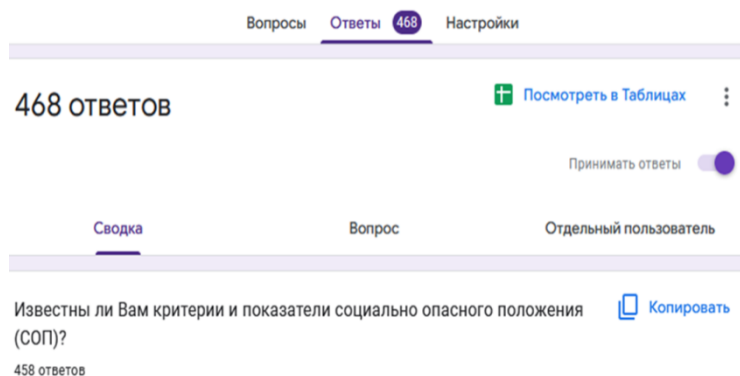 Вопросы Ответы 468 Настройки
468 ответов
Посмотреть в Таблицах
Принимать ответы
Сводка Вопрос Отдельный пользователь
Известны ли Вам критерии и показатели социально опасного положения
(СОП)?
Копировать
458 ответов